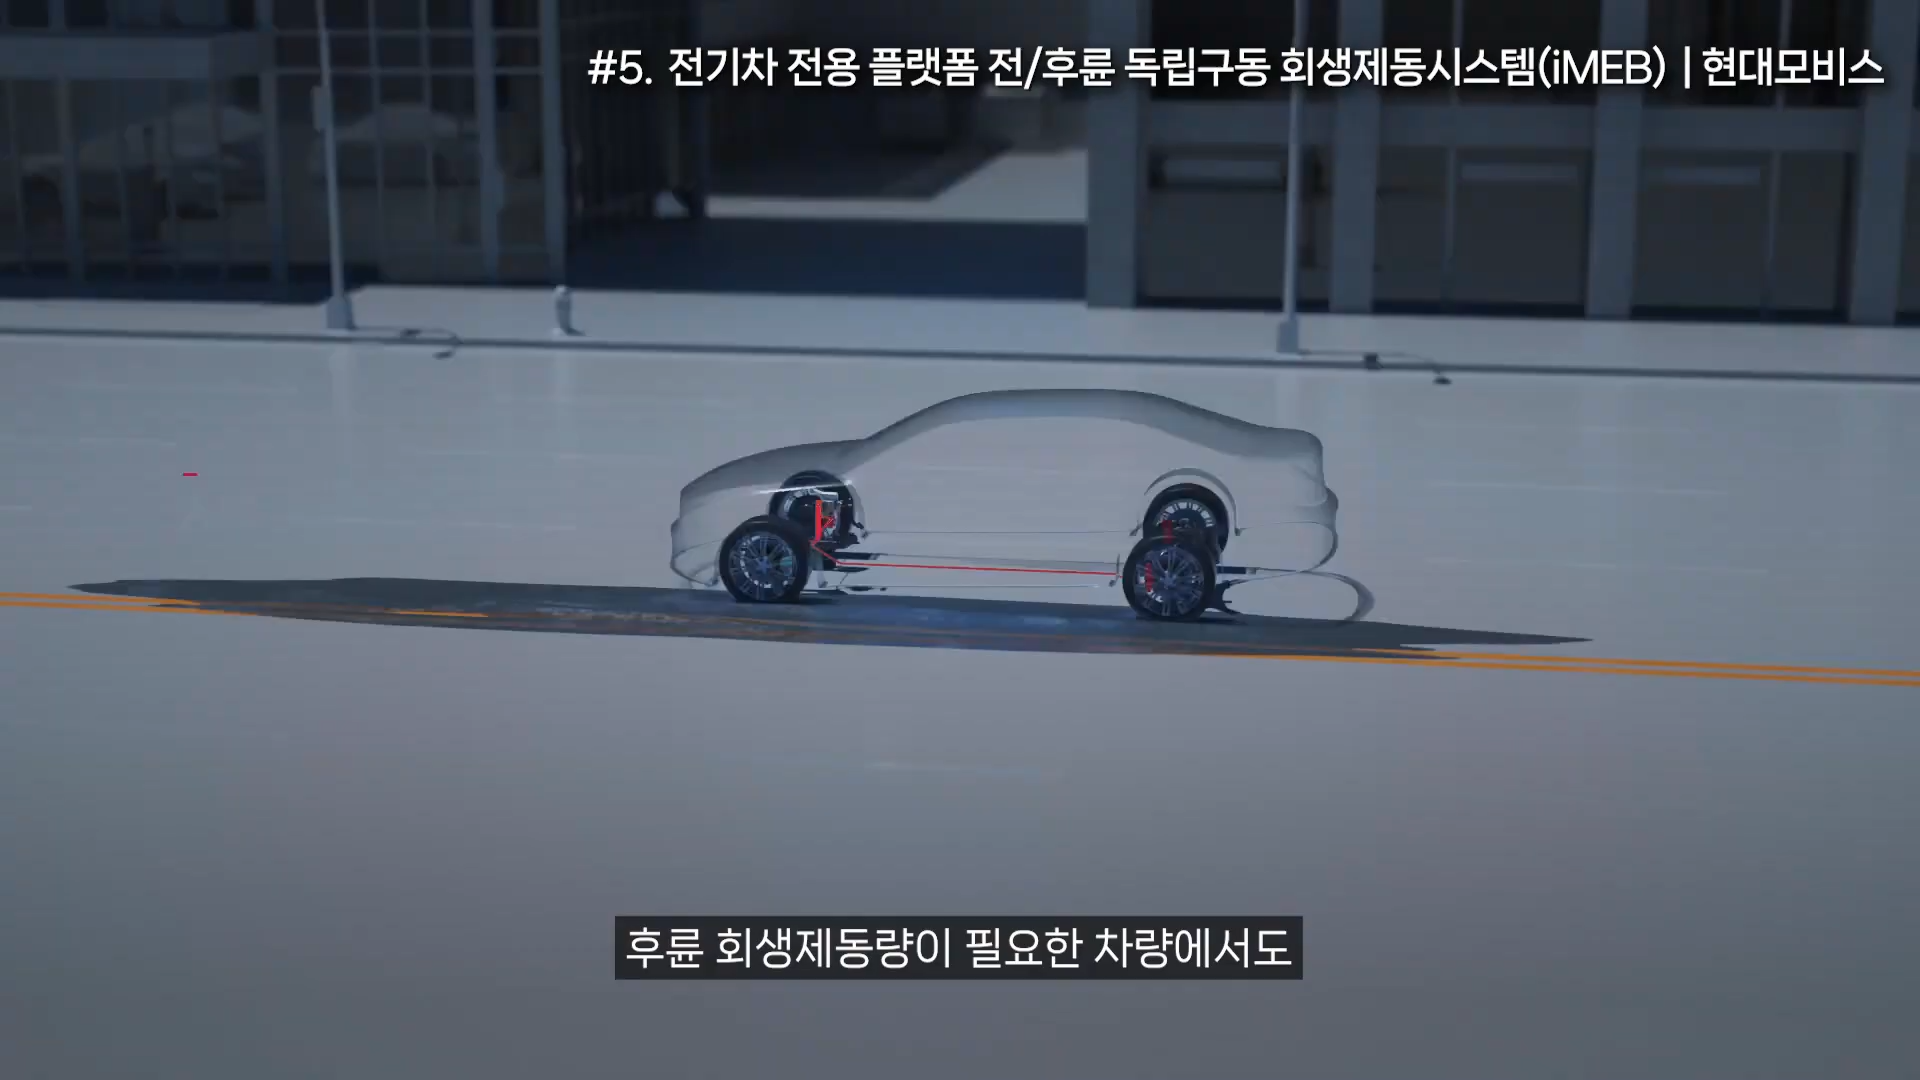 #5. 전기차 전용 플랫폼 전/후륜 독립구동 회생제동시스템(iMEB) | 현대모비스
후륜 회생제동량이 필요한 차량에서도